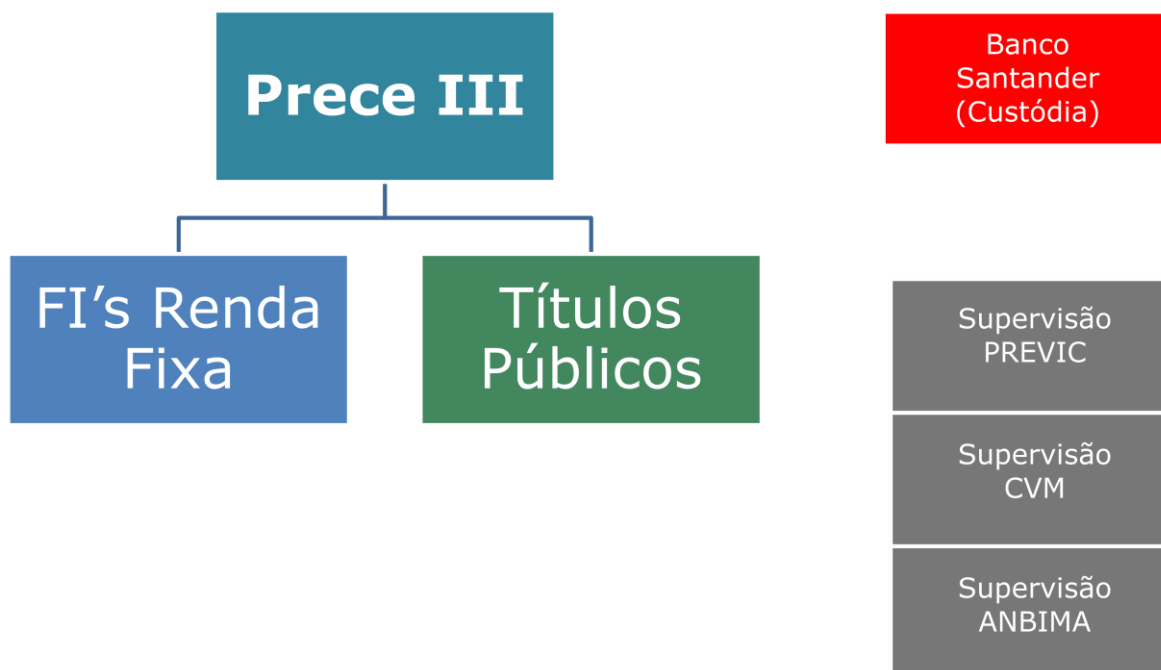 Prece III
Banco
Santander
(Custódia)
FI’s Renda
Fixa
Títulos
Públicos
Supervisão
PREVIC
Supervisão
CVM
Supervisão
ANBIMA